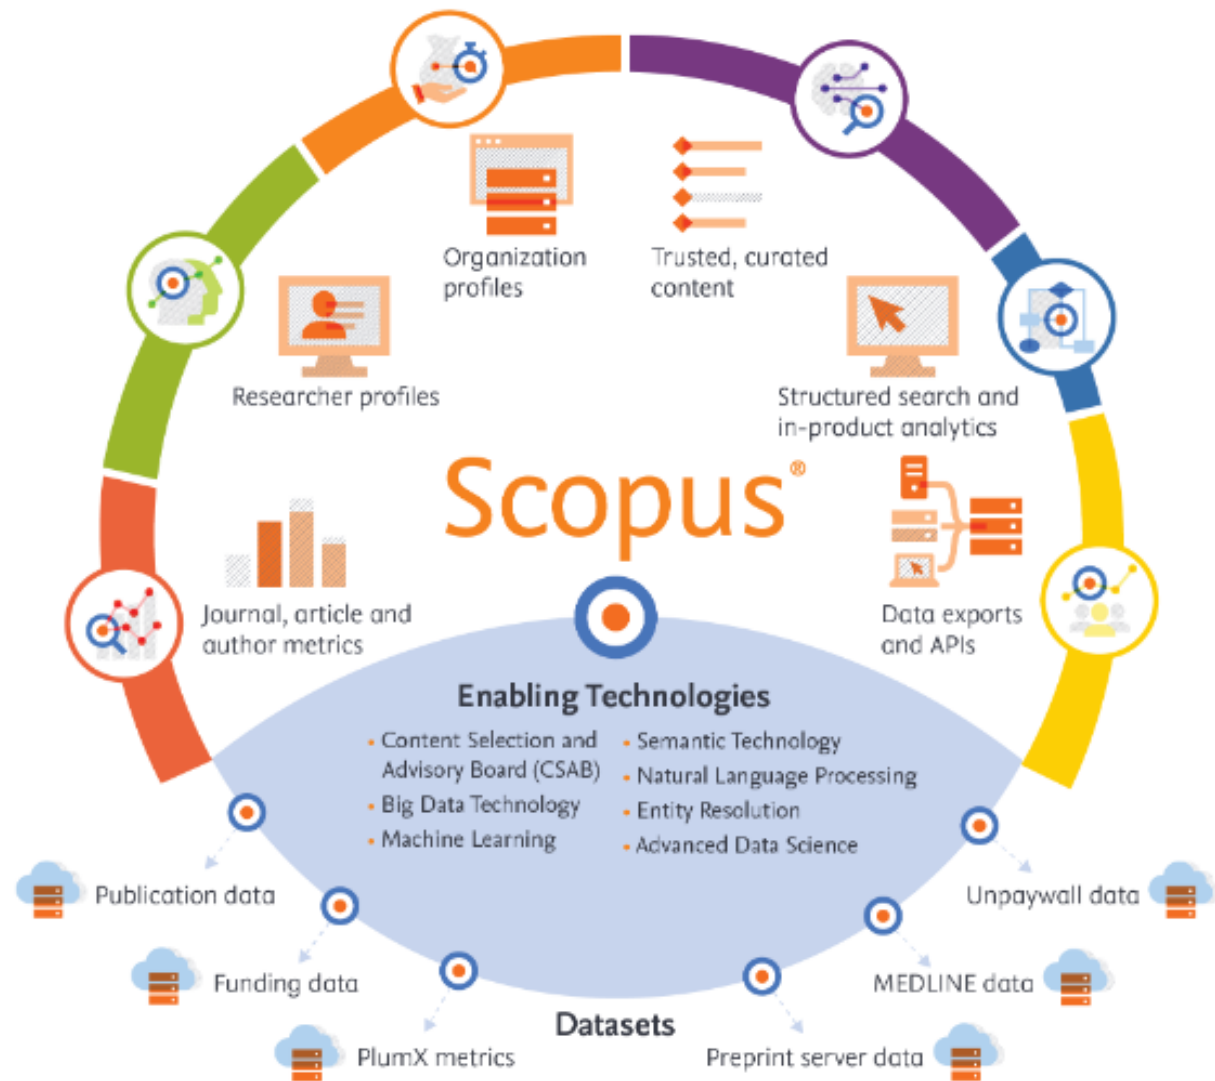 Organization
profiles
Trusted, curated
content
Researcher profiles
Structured search and
in-product analytics
Scopus®
Journal, article and
author metrics
Data exports
and APIs
Enabling Technologies
• Content Selection and
Advisory Board (CSAB)
• Big Data Technology
• Machine Learning
• Semantic Technology
• Natural Language Processing
• Entity Resolution
• Advanced Data Science
Publication data
Unpaywall data
Funding data
MEDLINE data
Datasets
PlumX metrics
Preprint server data